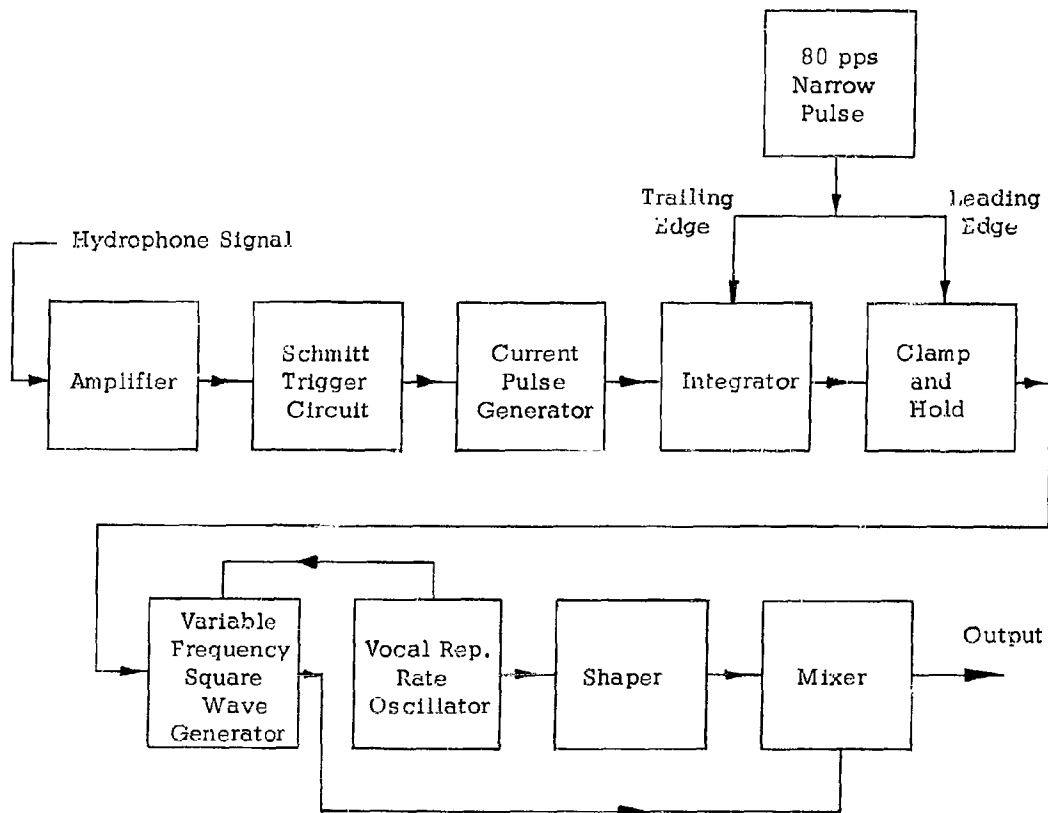 80 pps
Narrow
Pulse
Trailing
Edge
Leading
Edge
Hydrophone Signal
Amplifier
Schmitt
Trigger
Circuit
Current
Pulse
Generator
Integrator
Clamp
and
Hold
Variable
Frequency
Square
Wave
Generator
Vocal Rep.
Rate
Oscillator
Shaper
Mixer
Output